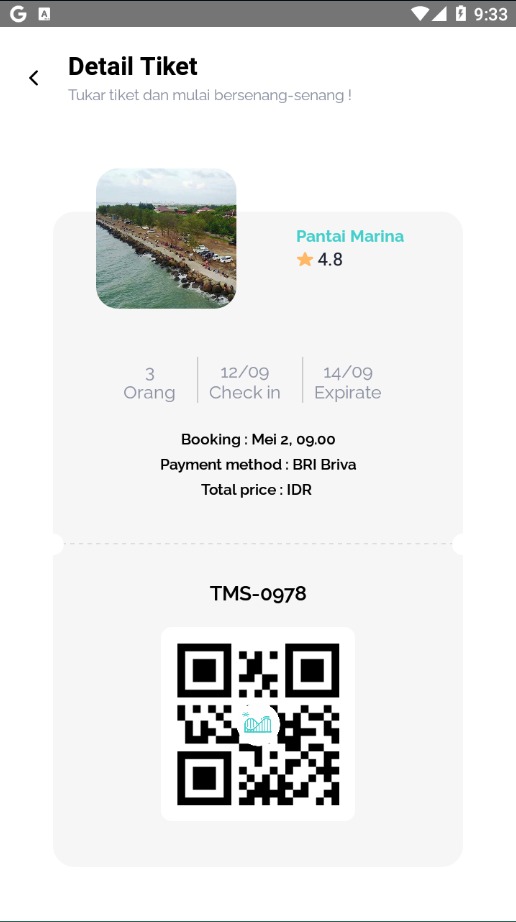 9:33
Detail Tiket
Tukar tiket dan mulai bersenang-senang !
Pantai Marina
4.8
3
Orang
12/09
Check in
14/09
Expirate
Booking : Mei 2, 09.00
Payment method : BRI Briva
Total price : IDR
TMS-0978